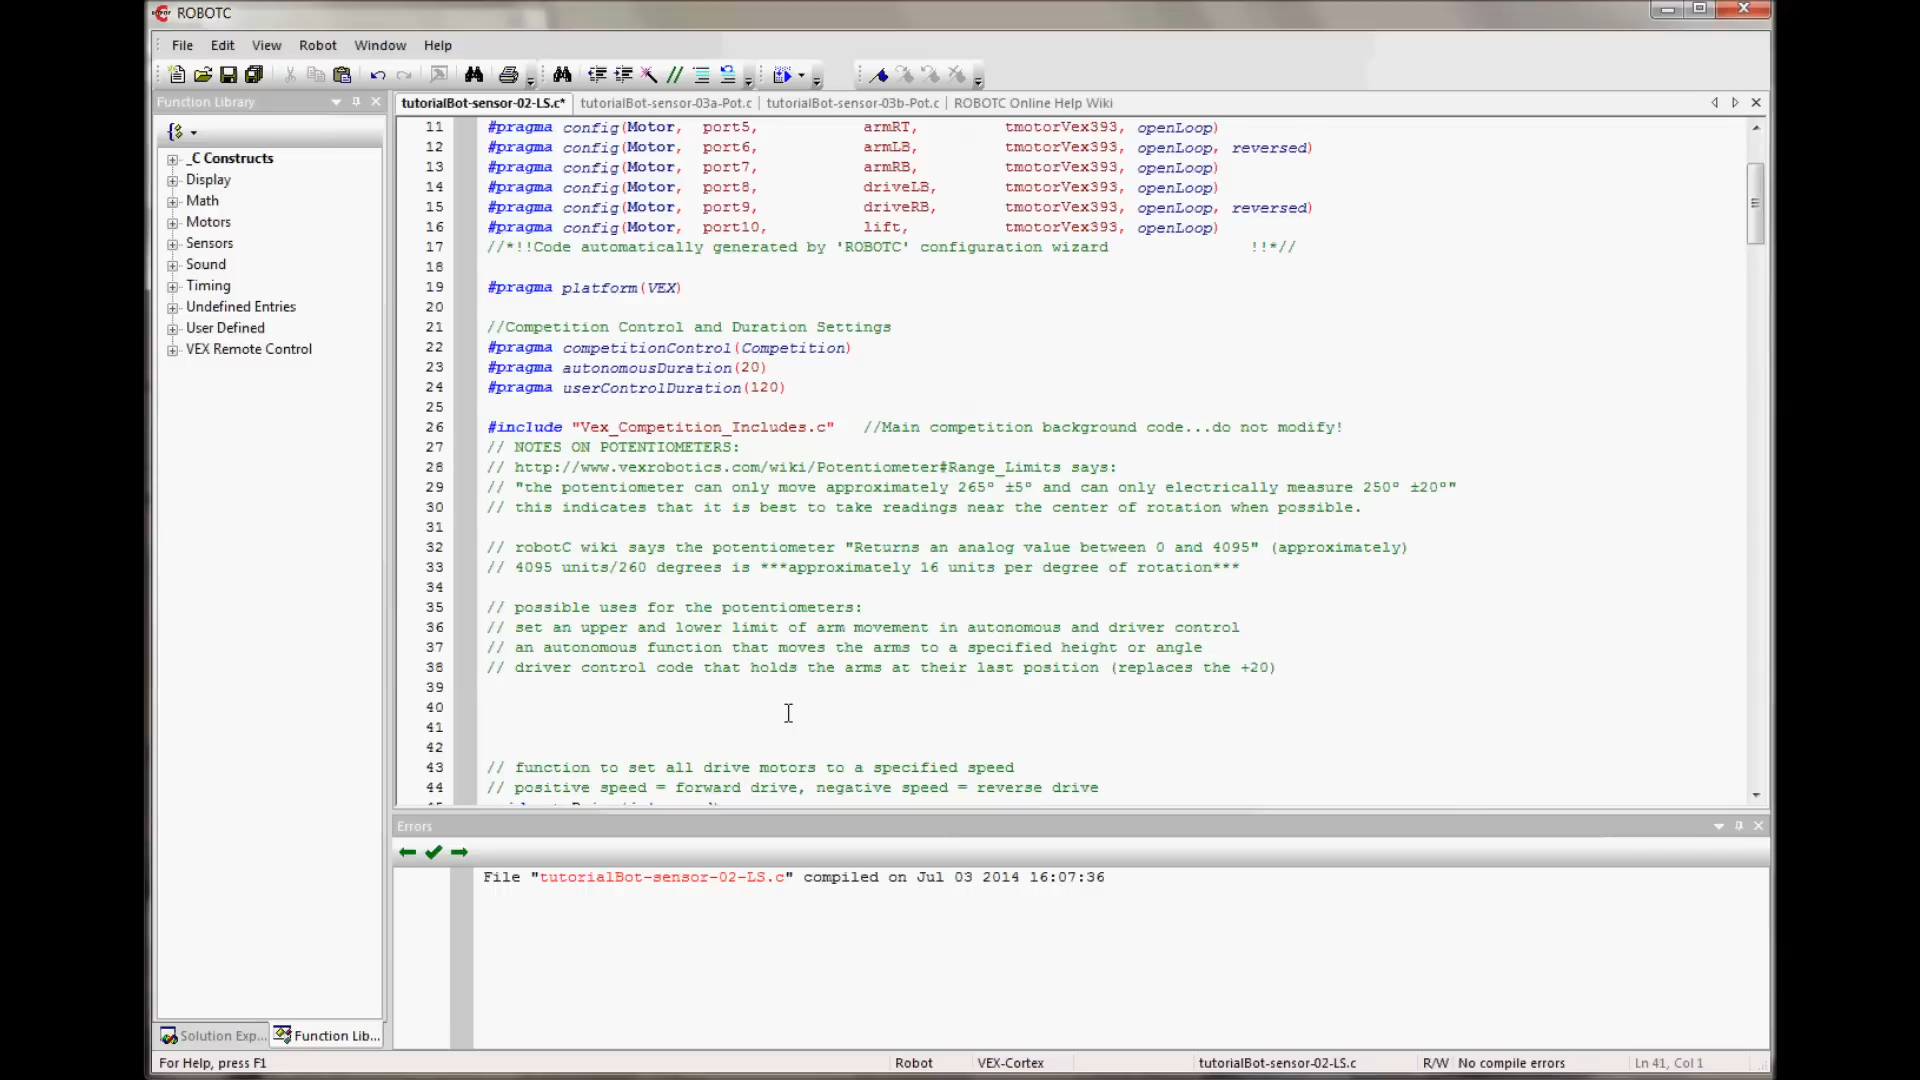 ROBOTC
File Edit View Robot Window Help
Function Library
tutorialBot-sensor-02-LS.c* tutorialBot-sensor-03a-Pot.c tutorialBot-sensor-03b-Pot.c ROBOTC Online Help Wiki
_C Constructs
Display
Math
Motors
Sensors
Sound
Timing
Undefined Entries
User Defined
VEX Remote Control
11 #pragma config(Motor, port5, armRT, tmotorVex393, openLoop)
12 #pragma config(Motor, port6, armLB, tmotorVex393, openLoop, reversed)
13 #pragma config(Motor, port7, armRB, tmotorVex393, openLoop)
14 #pragma config(Motor, port8, driveLB, tmotorVex393, openLoop)
15 #pragma config(Motor, port9, driveRB, tmotorVex393, openLoop, reversed)
16 #pragma config(Motor, port10, lift, tmotorVex393, openLoop)
17 //*!!Code automatically generated by 'ROBOTC' configuration wizard !!*//
18
19 #pragma platform(VEX)
20
21 //Competition Control and Duration Settings
22 #pragma competitionControl(Competition)
23 #pragma autonomousDuration(20)
24 #pragma userControlDuration(120)
25
26 #include "Vex_Competition_Includes.c" //Main competition background code...do not modify!
27 // NOTES ON POTENTIOMETERS:
28 // http://www.vexrobotics.com/wiki/Potentiometer#Range_Limits says:
29 // "the potentiometer can only move approximately 265° ±5° and can only electrically measure 250° ±20°"
30 // this indicates that it is best to take readings near the center of rotation when possible.
31
32 // robotC wiki says the potentiometer "Returns an analog value between 0 and 4095" (approximately)
33 // 4095 units/260 degrees is ***approximately 16 units per degree of rotation***
34
35 // possible uses for the potentiometers:
36 // set an upper and lower limit of arm movement in autonomous and driver control
37 // an autonomous function that moves the arms to a specified height or angle
38 // driver control code that holds the arms at their last position (replaces the +20)
39
40
41
42
43 // function to set all drive motors to a specified speed
44 // positive speed = forward drive, negative speed = reverse drive
Errors
File "tutorialBot-sensor-02-LS.c" compiled on Jul 03 2014 16:07:36
Solution Exp... Function Lib...
For Help, press F1 Robot VEX-Cortex tutorialBot-sensor-02-LS.c R/W No compile errors Ln 41, Col 1